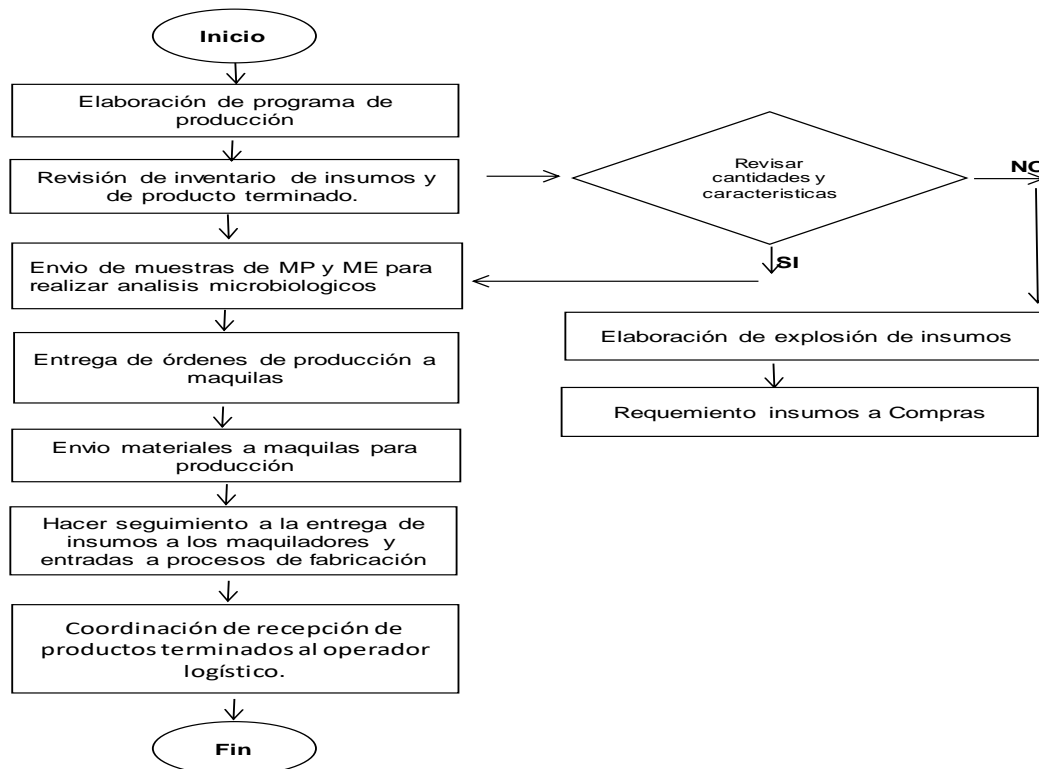 Inicio
Elaboración de programa de
producción
Revisión de inventario de insumos y
de producto terminado.
Revisar
cantidades y
caracteristicas
NO
SI
Envio de muestras de MP y ME para
realizar analisis microbiologicos
Elaboración de explosión de insumos
Entrega de órdenes de producción a
maquilas
Requemiento insumos a Compras
Envio materiales a maquilas para
producción
Hacer seguimiento a la entrega de
insumos a los maquiladores y
entradas a procesos de fabricación
Coordinación de recepción de
productos terminados al operador
logístico.
Fin